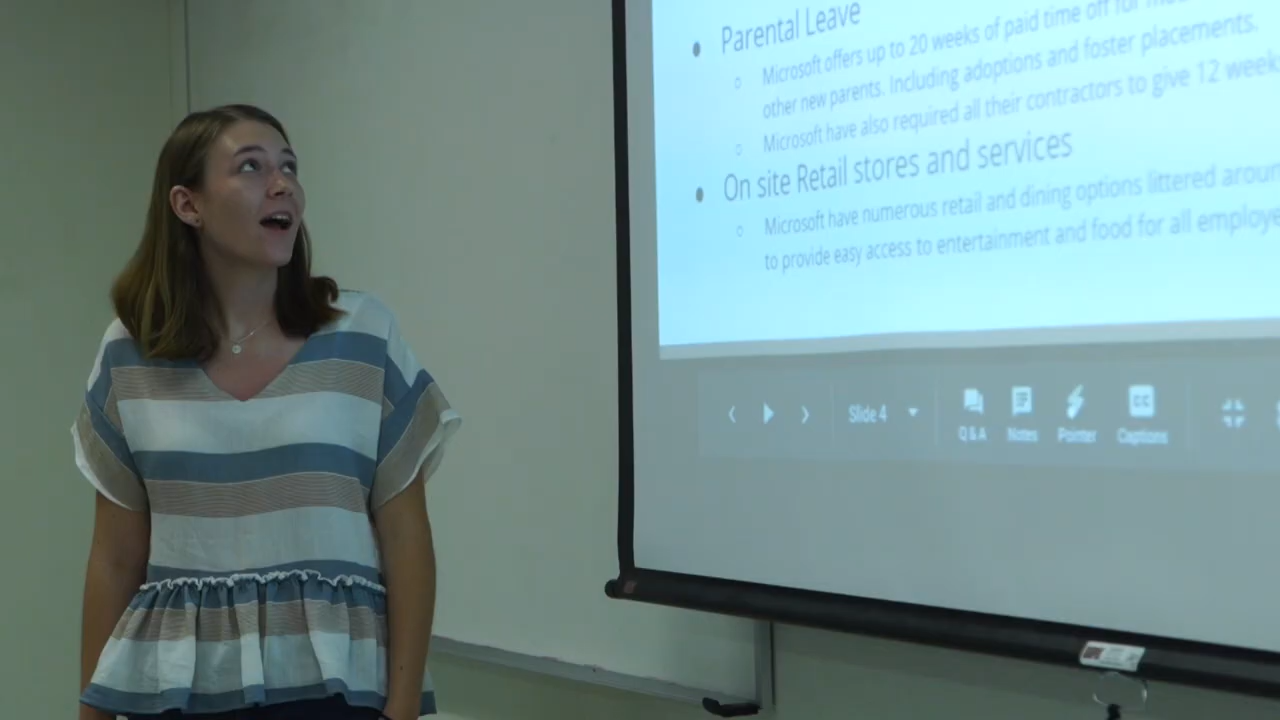 Parental Leave
Microsoft offers up to 20 weeks of paid time off for
other new parents. Including adoptions and foster placements.
Microsoft have also required all their contractors to give 12 week
On site Retail stores and services
Microsoft have numerous retail and dining options littered aroun
to provide easy access to entertainment and food for all employe
Slide 4
Q & A Notes Pointer Captions
CC